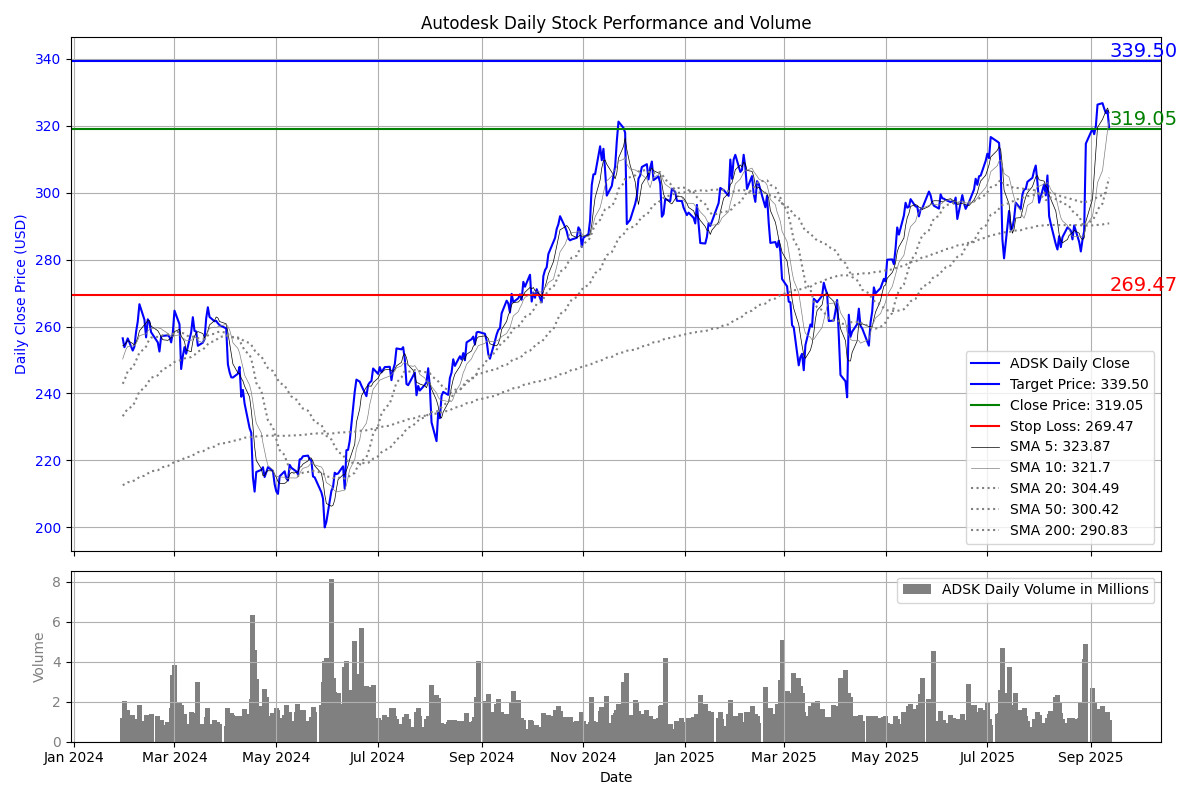 Autodesk Daily Stock Performance and Volume
339.50
340
320
319.05
300
280
269.47
260
240
220
200
Daily Close Price (USD)
ADSK Daily Close
Target Price: 339.50
Close Price: 319.05
Stop Loss: 269.47
SMA 5: 323.87
SMA 10: 321.7
SMA 20: 304.49
SMA 50: 300.42
SMA 200: 290.83
8
6
4
2
0
Volume
ADSK Daily Volume in Millions
Jan 2024 Mar 2024 May 2024 Jul 2024 Sep 2024 Nov 2024 Jan 2025 Mar 2025 May 2025 Jul 2025 Sep 2025
Date